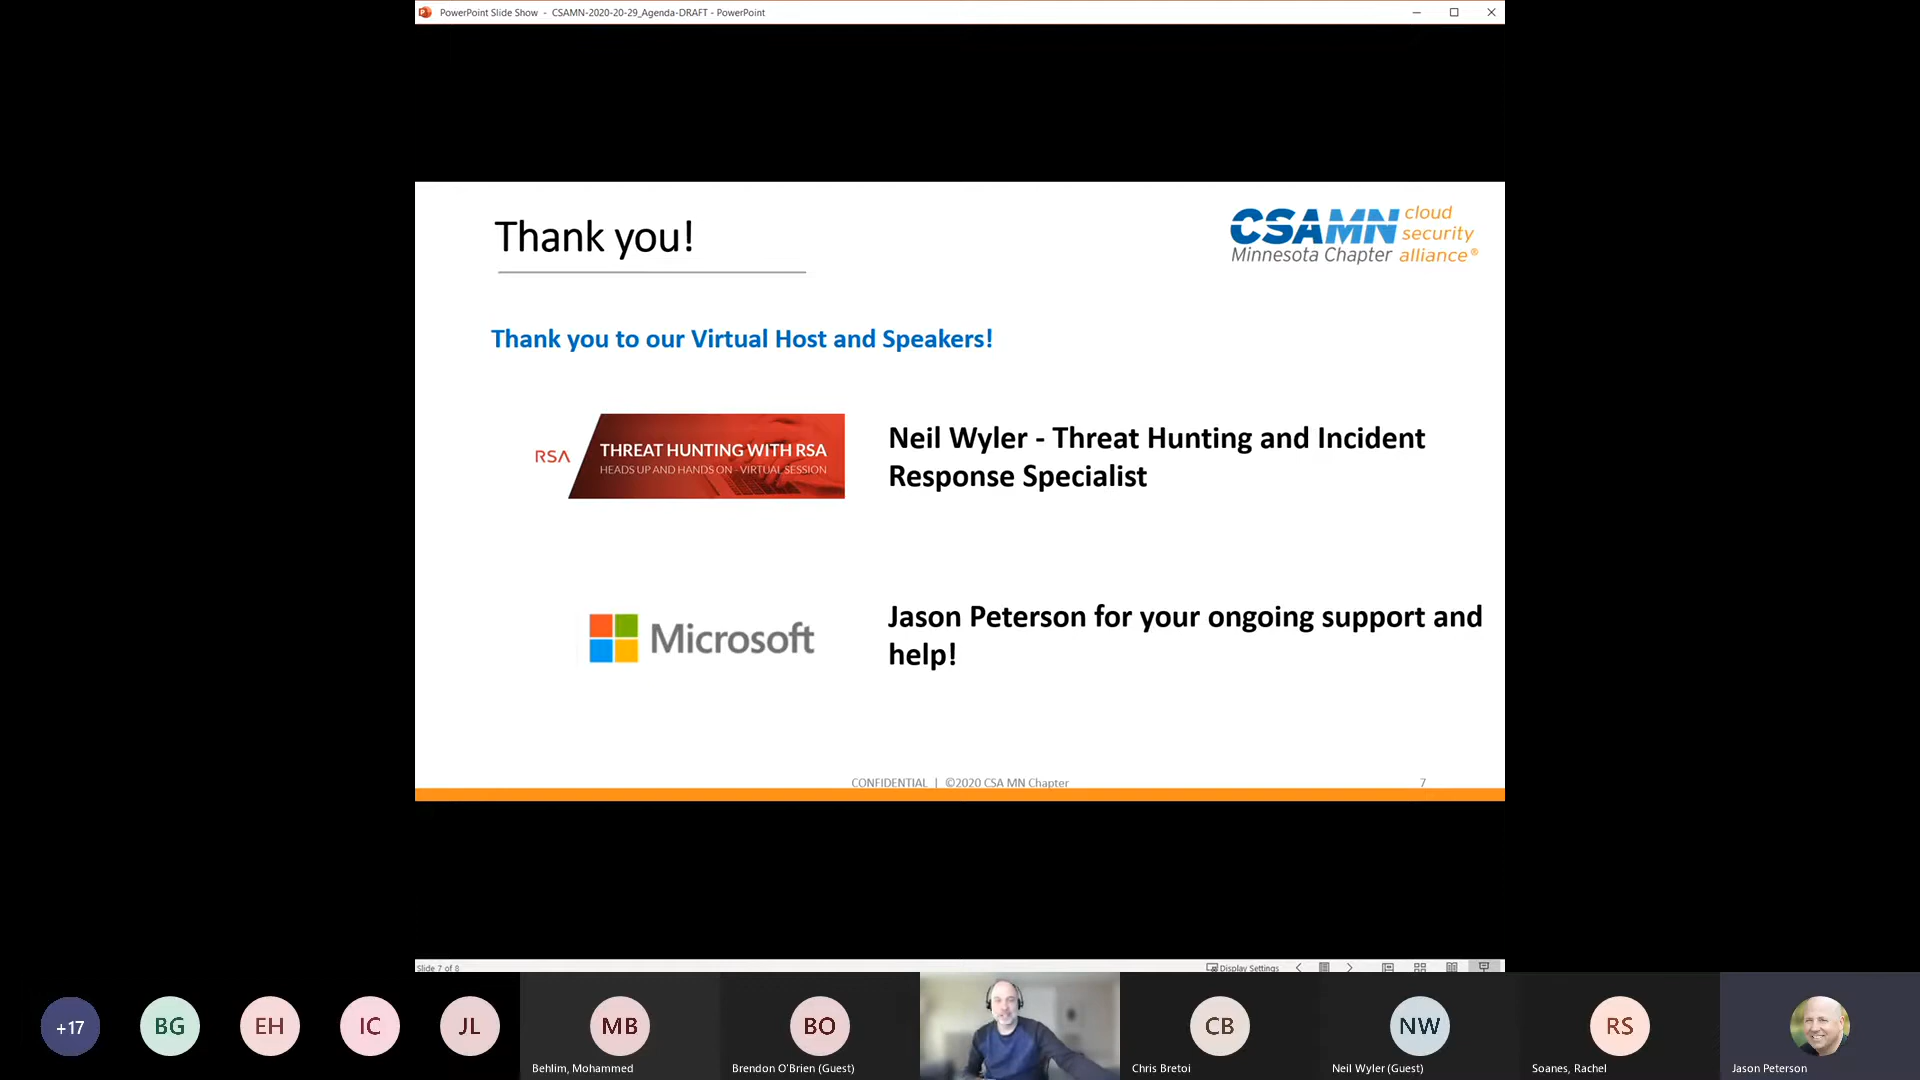 PowerPoint Slide Show - CSAMN-2020-20-29_Agenda-DRAFT - PowerPoint
Thank you!
CSAMN cloud security alliance®
Minnesota Chapter
Thank you to our Virtual Host and Speakers!
RSA
THREAT HUNTING WITH RSA
HEADS UP AND HANDS ON - VIRTUAL SESSION
Neil Wyler - Threat Hunting and Incident
Response Specialist
Microsoft
Jason Peterson for your ongoing support and
help!
CONFIDENTIAL | ©2020 CSA MN Chapter
7
Slide 7 of 8
Display Settings
+17
BG
EH
IC
JL
MB
BO
CB
NW
RS
Behlim, Mohammed
Brendon O'Brien (Guest)
Chris Bretoi
Neil Wyler (Guest)
Soanes, Rachel
Jason Peterson